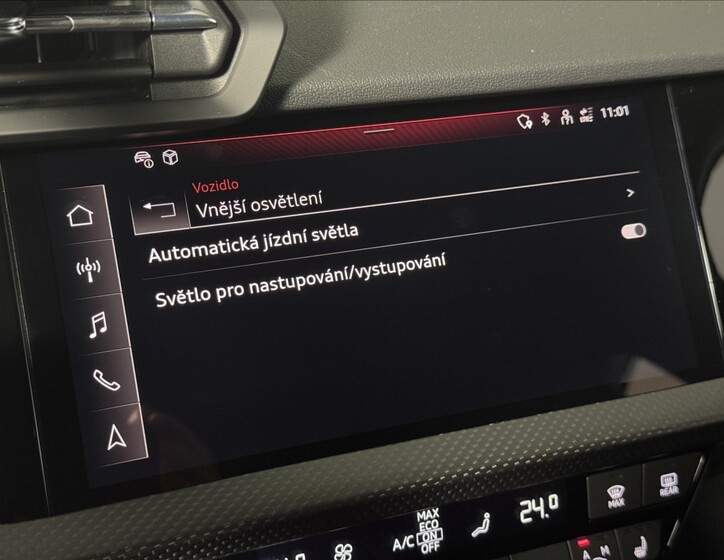 11:01
Vozidlo
Vnější osvětlení
Automatická jízdní světla
Světlo pro nastupování/vystupování
MAX
ECO
A/C ON
OFF
24.0
MAX
REAR
A M